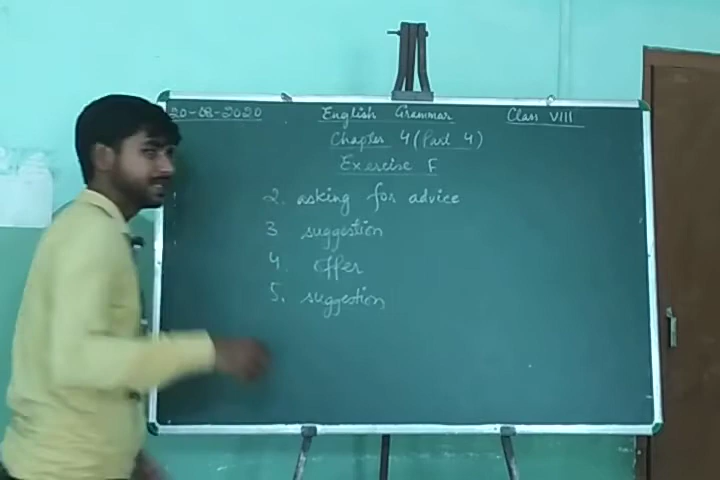 20-08-2020 English Grammar Class VIII
Chapter 4 (Part 4)
Exercise F
2. asking for advice
3 suggestion
4. offer
5. suggestion